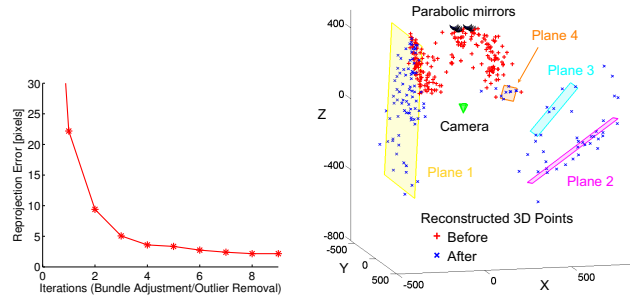 30
25
20
15
10
5
0
0 2 4 6 8
Reprojection Error [pixels]
Iterations (Bundle Adjustment/Outlier Removal)
Parabolic mirrors
Plane 4
Plane 3
Camera
Plane 1
Plane 2
Reconstructed 3D Points
Before
After
400
0
-400
-800
Z
500
0
-500
Y
-500
0
500
X